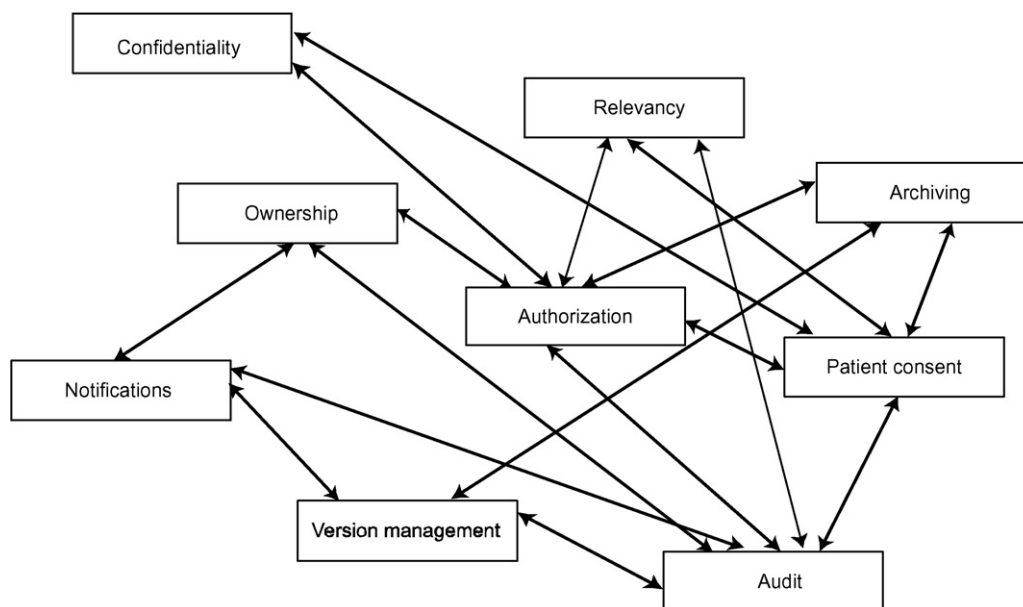 Confidentiality
Relevancy
Archiving
Ownership
Authorization
Patient consent
Notifications
Version management
Audit